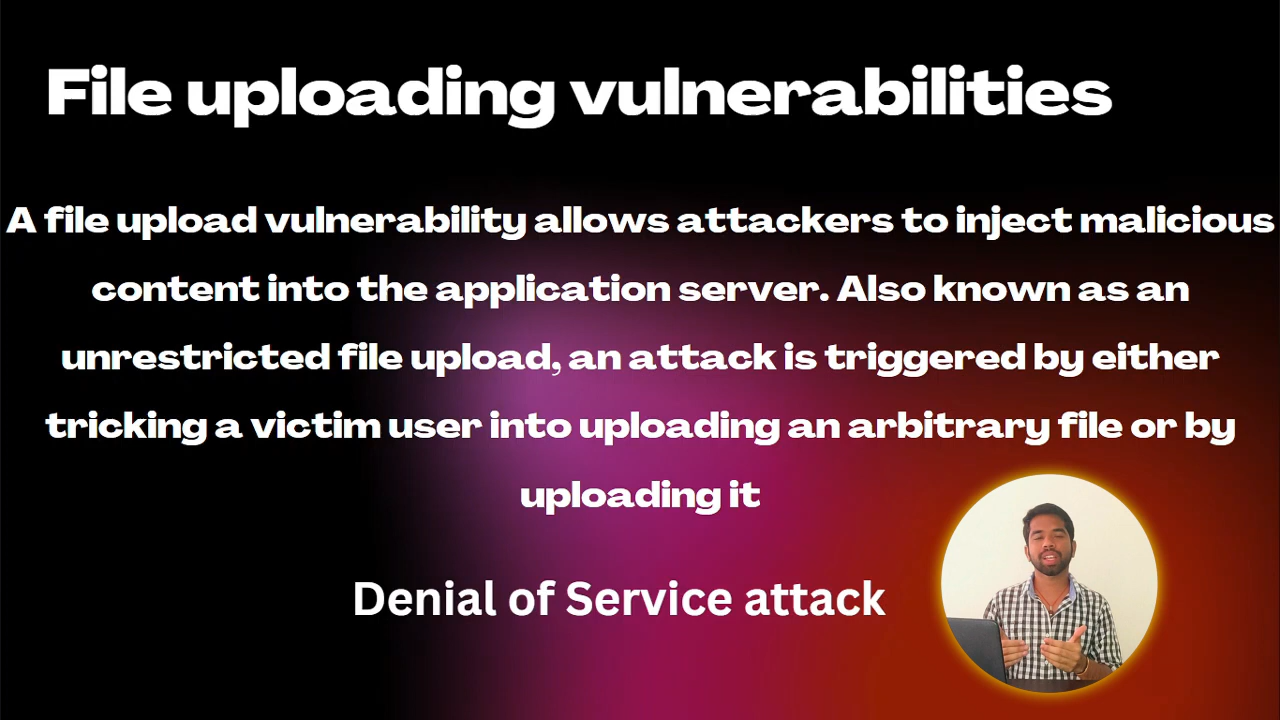 File uploading vulnerabilities
A file upload vulnerability allows attackers to inject malicious
content into the application server. Also known as an
unrestricted file upload, an attack is triggered by either
tricking a victim user into uploading an arbitrary file or by
uploading it
Denial of Service attack